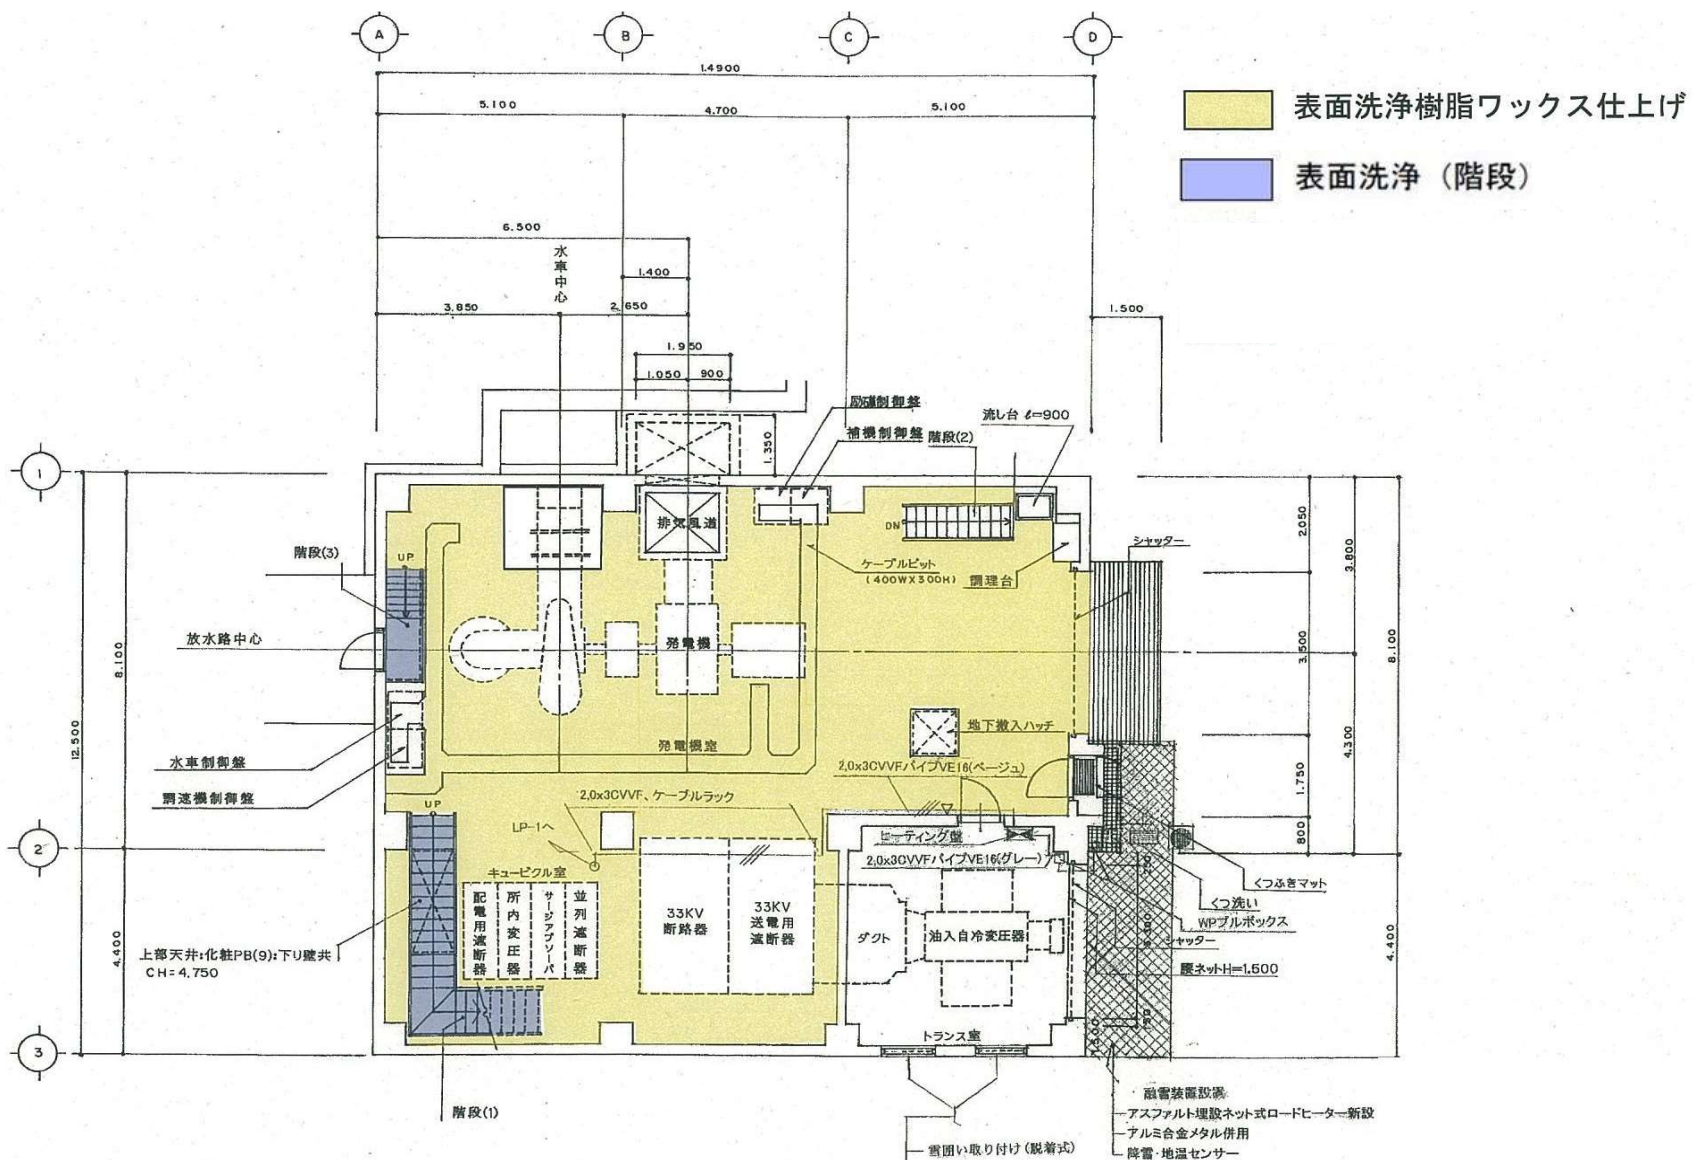 A
B
C
D
1.4900
5.100
4.700
5.100
表面洗浄樹脂ワックス仕上げ
表面洗浄（階段）
6.500
水車中心
1.400
3.850
2.650
1.500
1.950
1.050
900
1.350
励磁制御盤
補機制御盤
階段(2)
流し台 ℓ=900
1
排気風道
DN
シャッター
階段(3)
UP
ケーブルピット
(400W×300H)
調理台
2.050
3.800
放水路中心
発電機
8.100
3.500
8.100
12.500
地下搬入ハッチ
発電機室
水車制御盤
調速機制御盤
2,0x3CVVFパイプVE16(ベージュ)
4.300
1.750
UP
2,0x3CVVF、ケーブルラック
LP-1へ
ヒーティング盤
800
2
2,0x3CVVFパイプVE16(グレー)
キュービクル室
くつふきマット
くつ洗い
WPプルボックス
シャッター
配電用遮断器
所内変圧器
サージアブソーバ
並列遮断器
33KV
断路器
33KV
送電用
遮断器
ダクト
油入自冷変圧器
4.400
4.400
上部天井:化粧PB(9):下り壁共
CH=4,750
腰ネットH=1.500
トランス室
3
階段(1)
融雪装置設置
アスファルト埋設ネット式ロードヒーター新設
アルミ合金メタル併用
降雪・地温センサー
雪囲い取り付け(脱着式)